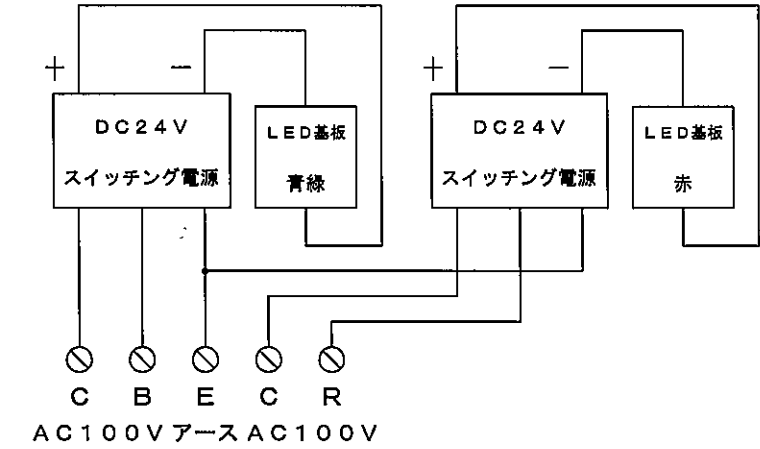 ＋ － ＋ －
DC24V LED基板 DC24V LED基板
スイッチング電源 青緑 スイッチング電源 赤
C B E C R
AC100V アース AC100V